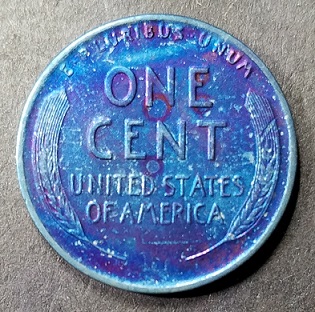 E PLURIBUS UNUM
ONE
CENT
UNITED STATES
OF AMERICA